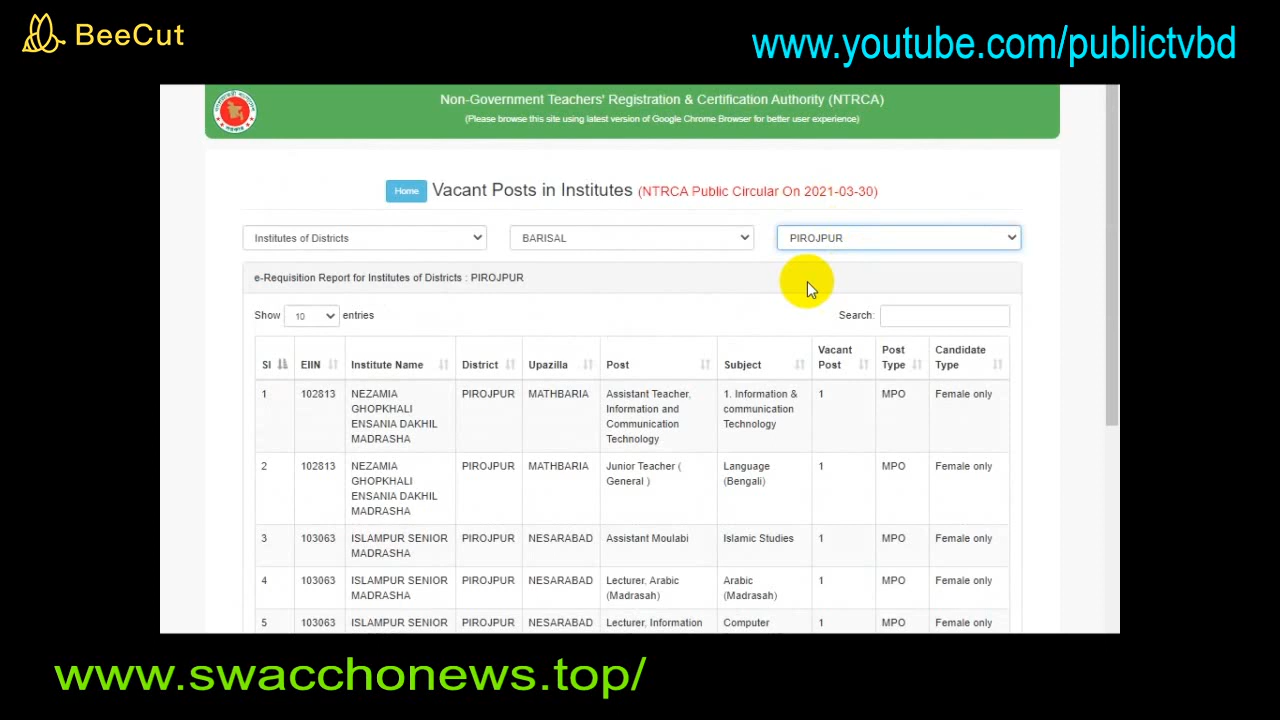 BeeCut
www.youtube.com/publictvbd
Non-Government Teachers' Registration & Certification Authority (NTRCA)
(Please browse this site using latest version of Google Chrome Browser for better user experience)
Home Vacant Posts in Institutes (NTRCA Public Circular On 2021-03-30)
Institutes of Districts BARISAL PIROJPUR
e-Requisition Report for Institutes of Districts : PIROJPUR
Show 10 entries Search:
Sl EIIN Institute Name District Upazilla Post Subject Vacant Post Post Type Candidate Type
1 102813 NEZAMIA GHOPKHALI ENSANIA DAKHIL MADRASHA PIROJPUR MATHBARIA Assistant Teacher, Information and Communication Technology 1. Information & communication Technology 1 MPO Female only
2 102813 NEZAMIA GHOPKHALI ENSANIA DAKHIL MADRASHA PIROJPUR MATHBARIA Junior Teacher ( General ) Language (Bengali) 1 MPO Female only
3 103063 ISLAMPUR SENIOR MADRASHA PIROJPUR NESARABAD Assistant Moulabi Islamic Studies 1 MPO Female only
4 103063 ISLAMPUR SENIOR MADRASHA PIROJPUR NESARABAD Lecturer, Arabic (Madrasah) Arabic (Madrasah) 1 MPO Female only
5 103063 ISLAMPUR SENIOR PIROJPUR NESARABAD Lecturer, Information Computer 1 MPO Female only
www.swacchonews.top/